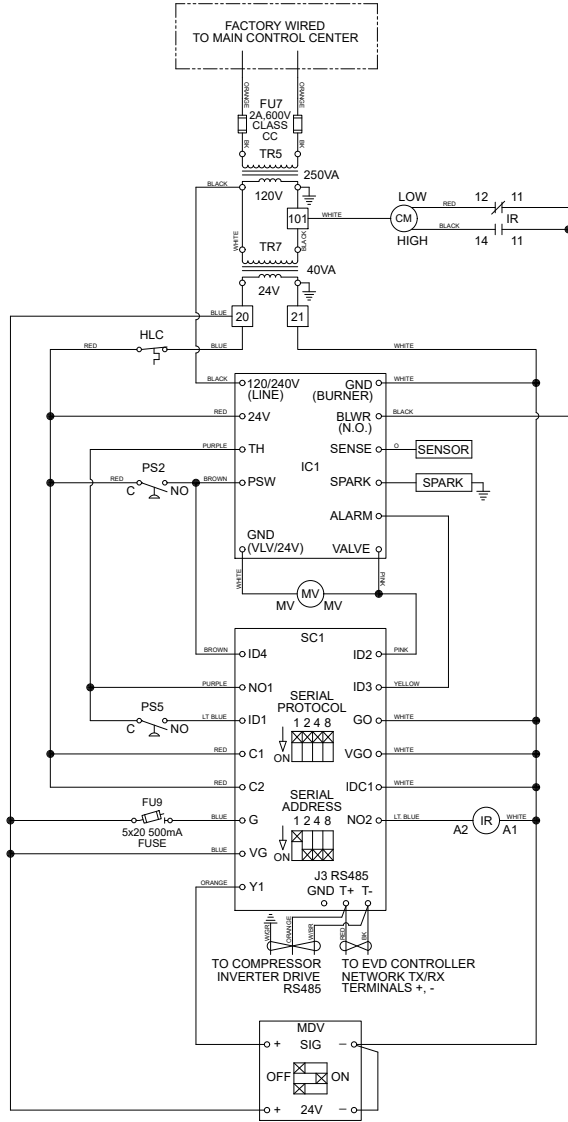 FACTORY WIRED
TO MAIN CONTROL CENTER
ORANGE
ORANGE
FU7
2A,600V
CLASS
CC
BK
BK
TR5
250VA
BLACK
120V
101
WHITE
LOW
RED
12
11
CM
IR
BLACK
HIGH
14
11
WHITE
BLACK
TR7
40VA
24V
BLUE
20
21
HLC
RED
BLUE
WHITE
BLACK
120/240V
(LINE)
GND
(BURNER)
WHITE
RED
24V
BLWR
(N.O.)
BLACK
PURPLE
TH
SENSE
O
SENSOR
IC1
PS2
RED
BROWN
C
NO
PSW
SPARK
SPARK
ALARM
GND
(VLV/24V)
VALVE
WHITE
PINK
MV
MV
MV
SC1
BROWN
ID4
ID2
PINK
PURPLE
NO1
ID3
YELLOW
SERIAL
PROTOCOL
1 2 4 8
ON
PS5
LT BLUE
C
NO
ID1
GO
WHITE
RED
C1
VGO
WHITE
RED
C2
IDC1
WHITE
SERIAL
ADDRESS
1 2 4 8
ON
FU9
5x20 500mA
FUSE
BLUE
G
NO2
LT. BLUE
IR
WHITE
A2
A1
BLUE
VG
ORANGE
Y1
J3 RS485
GND T+ T-
W/GR
ORANGE
W/BR
RED
BK
TO COMPRESSOR
INVERTER DRIVE
RS485
TO EVD CONTROLLER
NETWORK TX/RX
TERMINALS +, -
MDV
+ SIG −
OFF
ON
+ 24V −